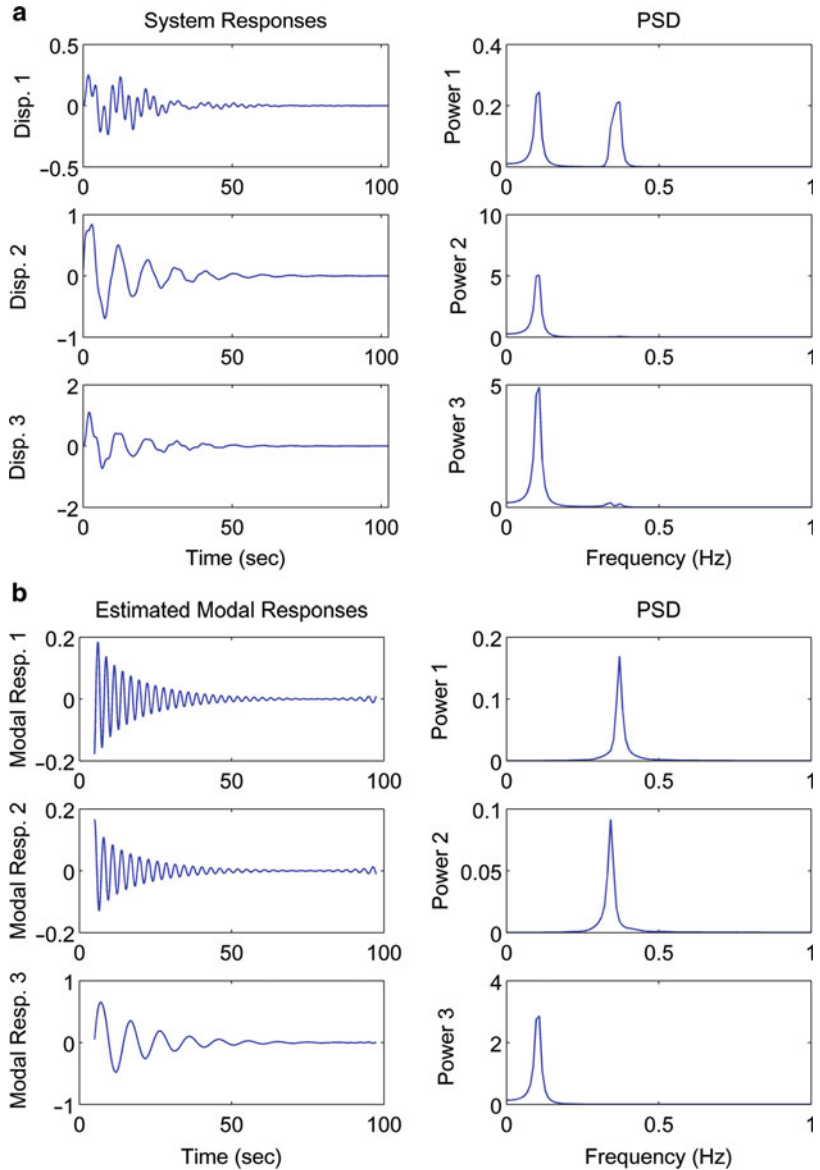 a
System Responses
PSD
Disp. 1
0.5
0
−0.5
0 50 100
Power 1
0.4
0.2
0
0 0.5 1
Disp. 2
1
0
−1
0 50 100
Power 2
10
5
0
0 0.5 1
Disp. 3
2
0
−2
0 50 100
Time (sec)
Power 3
5
0
0 0.5 1
Frequency (Hz)
b
Estimated Modal Responses
PSD
Modal Resp. 1
0.2
0
−0.2
0 50 100
Power 1
0.2
0.1
0
0 0.5 1
Modal Resp. 2
0.2
0
−0.2
0 50 100
Power 2
0.1
0.05
0
0 0.5 1
Modal Resp. 3
1
0
−1
0 50 100
Time (sec)
Power 3
4
2
0
0 0.5 1
Frequency (Hz)